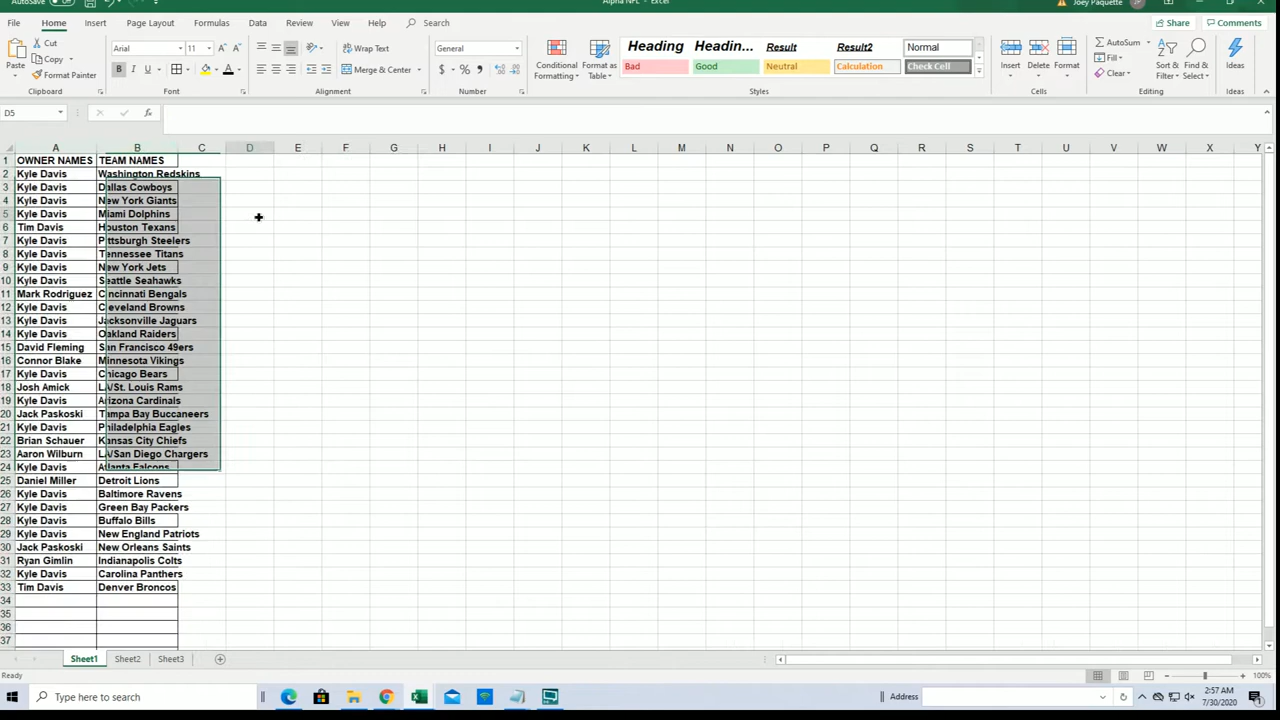 AutoSave Off
Alpha NFL - Excel
Joey Paquette JP
File Home Insert Page Layout Formulas Data Review View Help Search Share Comments
Paste Cut Copy Format Painter
Arial 11 A A B I U A
Wrap Text Merge & Center
General $ % 9
Conditional Formatting Format as Table
Heading Headin... Result Result2 Normal
Bad Good Neutral Calculation Check Cell
Insert Delete Format
AutoSum Fill Clear Sort & Filter Find & Select Ideas
Clipboard Font Alignment Number Styles Cells Editing Ideas
D5 fx
A B C D E F G H I J K L M N O P Q R S T U V W X Y
1 OWNER NAMES TEAM NAMES
2 Kyle Davis Washington Redskins
3 Kyle Davis Dallas Cowboys
4 Kyle Davis New York Giants
5 Kyle Davis Miami Dolphins
6 Tim Davis Houston Texans
7 Kyle Davis Pittsburgh Steelers
8 Kyle Davis Tennessee Titans
9 Kyle Davis New York Jets
10 Kyle Davis Seattle Seahawks
11 Mark Rodriguez Cincinnati Bengals
12 Kyle Davis Cleveland Browns
13 Kyle Davis Jacksonville Jaguars
14 Kyle Davis Oakland Raiders
15 David Fleming San Francisco 49ers
16 Connor Blake Minnesota Vikings
17 Kyle Davis Chicago Bears
18 Josh Amick LA/St. Louis Rams
19 Kyle Davis Arizona Cardinals
20 Jack Paskoski Tampa Bay Buccaneers
21 Kyle Davis Philadelphia Eagles
22 Brian Schauer Kansas City Chiefs
23 Aaron Wilburn LA/San Diego Chargers
24 Kyle Davis Atlanta Falcons
25 Daniel Miller Detroit Lions
26 Kyle Davis Baltimore Ravens
27 Kyle Davis Green Bay Packers
28 Kyle Davis Buffalo Bills
29 Kyle Davis New England Patriots
30 Jack Paskoski New Orleans Saints
31 Ryan Gimlin Indianapolis Colts
32 Kyle Davis Carolina Panthers
33 Tim Davis Denver Broncos
34
35
36
37
Sheet1 Sheet2 Sheet3
Ready 100%
Type here to search Address 2:57 AM
7/30/2020